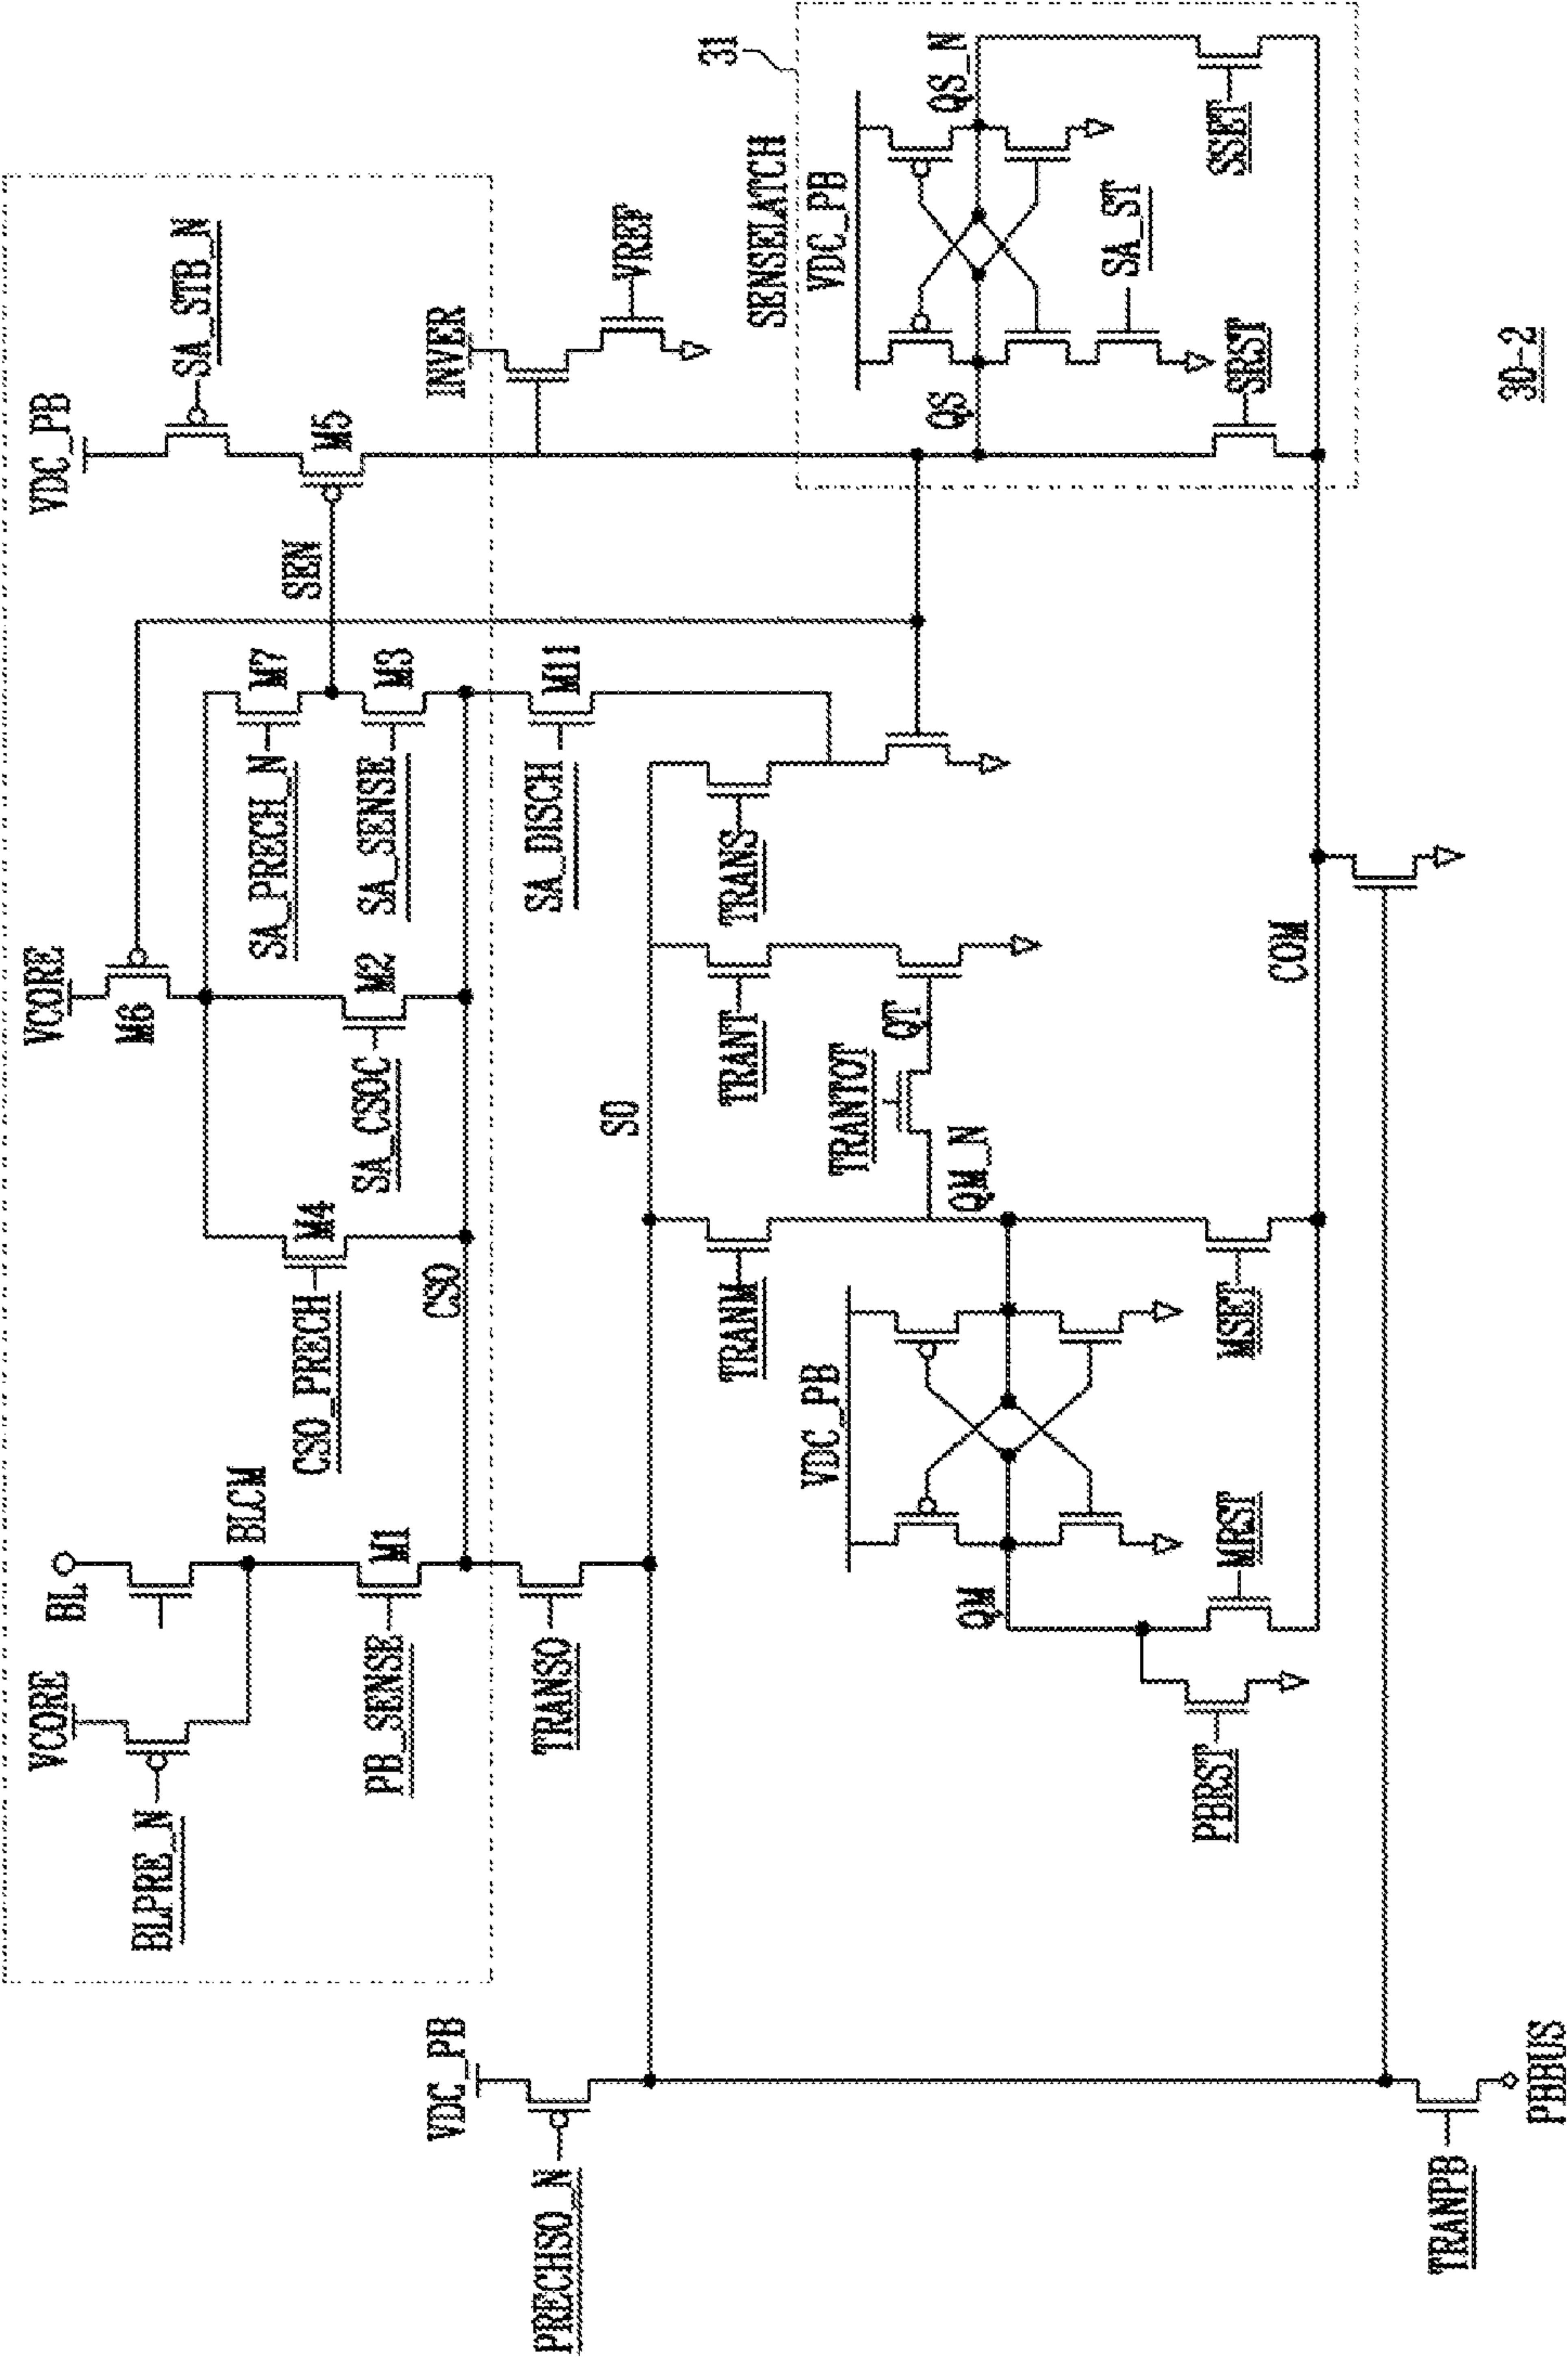 VDC_PB
SA_STB_N
M5
SEN
INVER
VREF
31
SENSELATCH
VDC_PB
QS_N
QS
SA_ST
SSET
SRST
VCORE
M6
M7
SA_PRECH_N
M3
SA_SENSE
M2
SA_CSOC
M4
CSO_PRECH
CSO
BL
BLCM
M1
PB_SENSE
VCORE
BLPRE_N
M11
SA_DISCH
TRANS
SO
TRANT
TRANTOT
QT
TRANM
QM_N
COM
TRANSO
VDC_PB
QM
MSET
MRST
PBRST
VDC_PB
PRECHSO_N
TRANPB
PBBUS
30-2